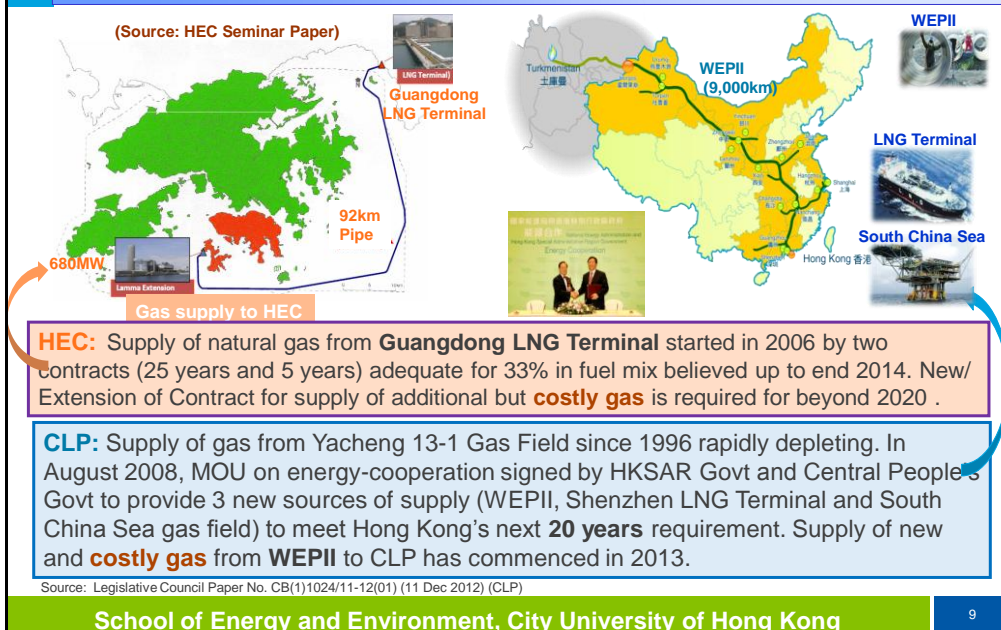 (Source: HEC Seminar Paper)
LNG Terminal)
Guangdong
LNG Terminal
92km
Pipe
680MW
Lamma Extension
Gas supply to HEC
Turkmenistan
土庫曼
WEPII
(9,000km)
Shanghai
上海
Hong Kong 香港
Energy Cooperation
WEPII
LNG Terminal
South China Sea
HEC: Supply of natural gas from Guangdong LNG Terminal started in 2006 by two
contracts (25 years and 5 years) adequate for 33% in fuel mix believed up to end 2014. New/
Extension of Contract for supply of additional but costly gas is required for beyond 2020 .
CLP: Supply of gas from Yacheng 13-1 Gas Field since 1996 rapidly depleting. In
August 2008, MOU on energy-cooperation signed by HKSAR Govt and Central People's
Govt to provide 3 new sources of supply (WEPII, Shenzhen LNG Terminal and South
China Sea gas field) to meet Hong Kong's next 20 years requirement. Supply of new
and costly gas from WEPII to CLP has commenced in 2013.
Source: Legislative Council Paper No. CB(1)1024/11-12(01) (11 Dec 2012) (CLP)
School of Energy and Environment, City University of Hong Kong
9